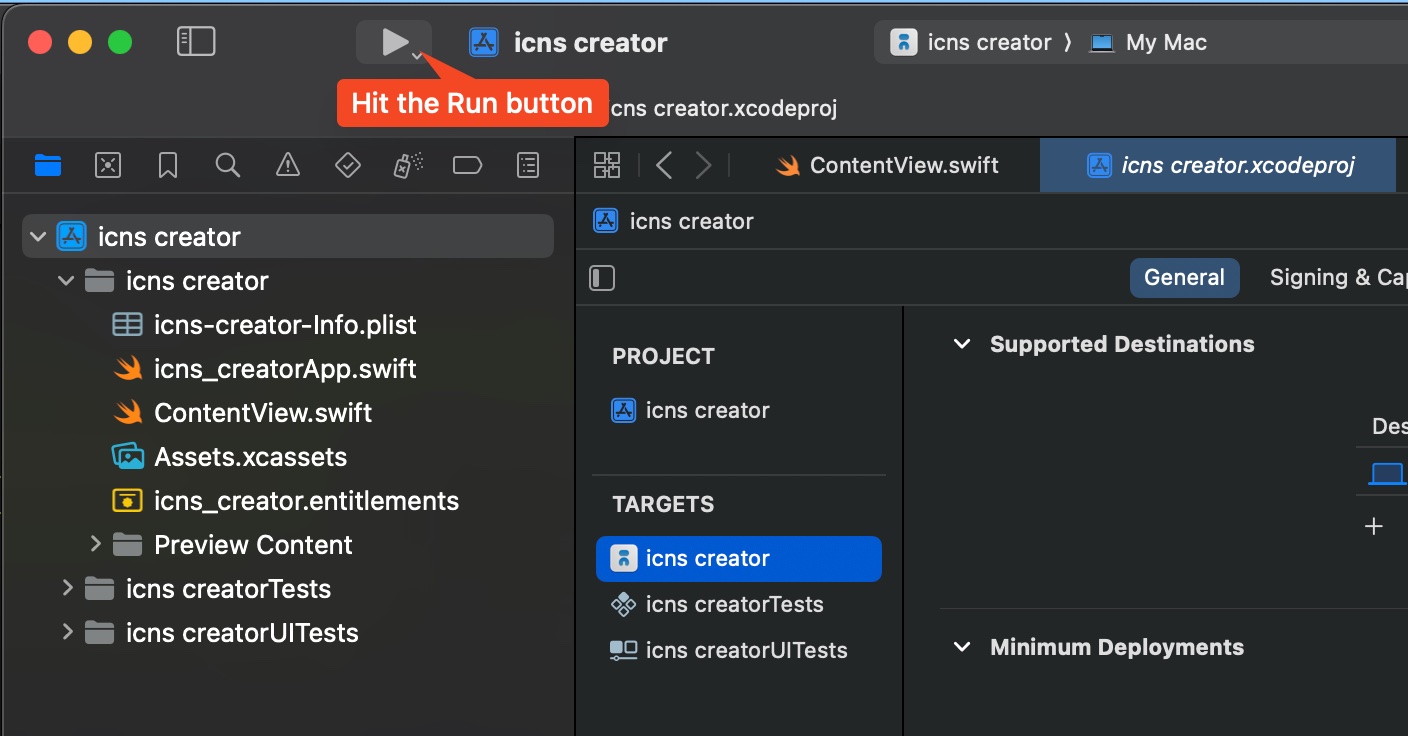 icns creator
icns creator 〉 My Mac
Hit the Run button
cns creator.xcodeproj
ContentView.swift
icns creator.xcodeproj
icns creator
General
Signing & Cap
icns creator
icns creator
icns-creator-Info.plist
icns_creatorApp.swift
ContentView.swift
Assets.xcassets
icns_creator.entitlements
Preview Content
icns creatorTests
icns creatorUITests
PROJECT
icns creator
TARGETS
icns creator
icns creatorTests
icns creatorUITests
Supported Destinations
Des
Minimum Deployments